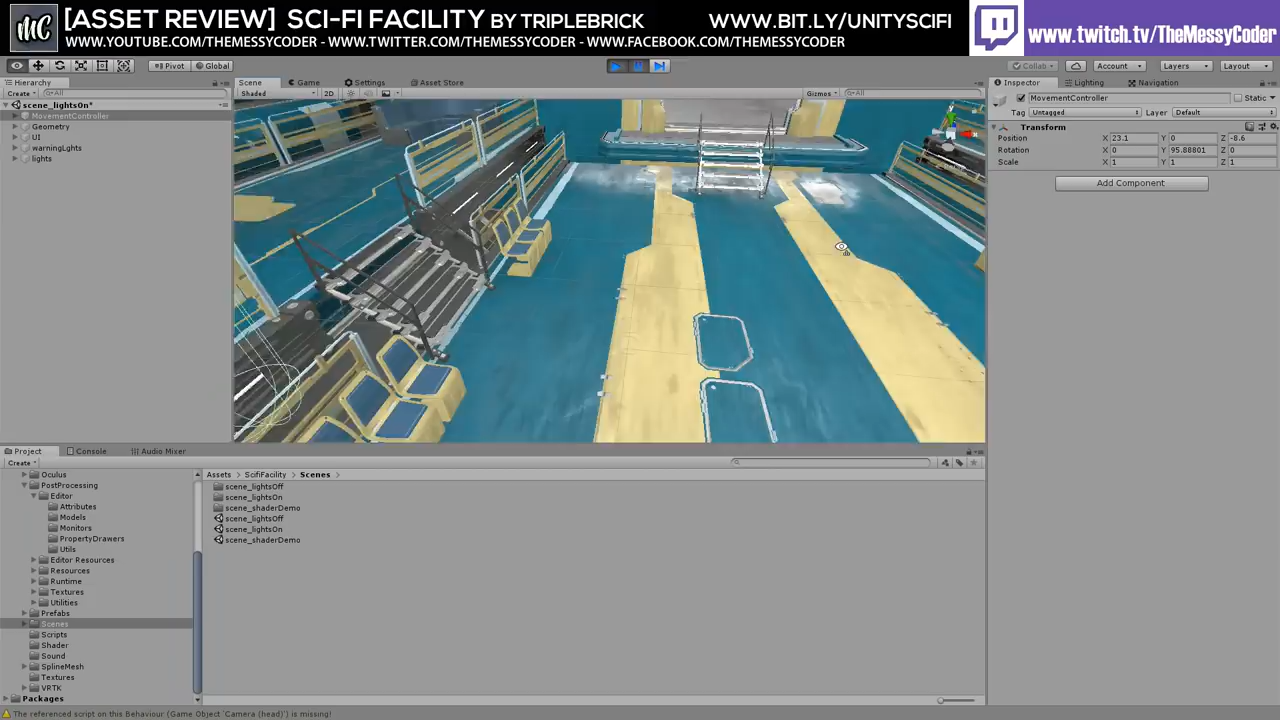 mC
[ASSET REVIEW] SCI-FI FACILITY BY TRIPLEBRICK
WWW.BIT.LY/UNITYSCIFI
WWW.YOUTUBE.COM/THEMESSYCODER - WWW.TWITTER.COM/THEMESSYCODER - WWW.FACEBOOK.COM/THEMESSYCODER
www.twitch.tv/TheMessyCoder
Pivot
Global
Collab
Account
Layers
Layout
Hierarchy
Create
All
scene_lightsOn*
MovementController
Geometry
UI
warningLights
lights
Scene
Game
Settings
Asset Store
Shaded
2D
Gizmos
All
Inspector
Lighting
Navigation
MovementController
Static
Tag Untagged
Layer Default
Transform
Position X 23.1 Y 0 Z -8.6
Rotation X 0 Y 95.88801 Z 0
Scale X 1 Y 1 Z 1
Add Component
Project
Console
Audio Mixer
Create
Oculus
PostProcessing
Editor
Attributes
Models
Monitors
PropertyDrawers
Utils
Editor Resources
Resources
Runtime
Textures
Utilities
Prefabs
Scenes
Scripts
Shader
Sound
SplineMesh
Textures
VRTK
Packages
Assets
ScifiFacility
Scenes
scene_lightsOff
scene_lightsOn
scene_shaderDemo
scene_lightsOff
scene_lightsOn
scene_shaderDemo
The referenced script on this Behaviour (Game Object 'Camera (head)') is missing!